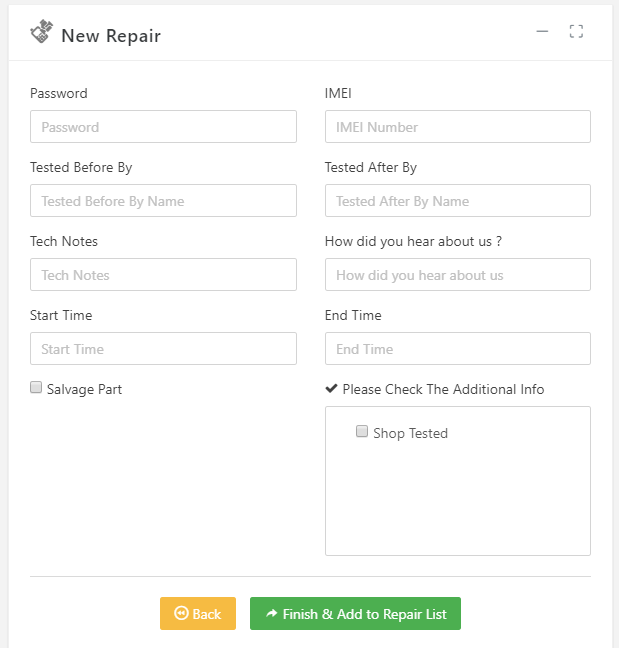 New Repair
Password IMEI
Password IMEI Number
Tested Before By Tested After By
Tested Before By Name Tested After By Name
Tech Notes How did you hear about us ?
Tech Notes How did you hear about us
Start Time End Time
Start Time End Time
Salvage Part Please Check The Additional Info
Shop Tested
Back Finish & Add to Repair List